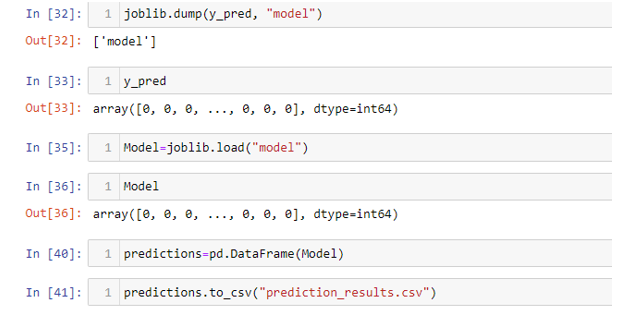 In [32]: 1 joblib.dump(y_pred, "model")
Out[32]: ['model']
In [33]: 1 y_pred
Out[33]: array([0, 0, 0, ..., 0, 0, 0], dtype=int64)
In [35]: 1 Model=joblib.load("model")
In [36]: 1 Model
Out[36]: array([0, 0, 0, ..., 0, 0, 0], dtype=int64)
In [40]: 1 predictions=pd.DataFrame(Model)
In [41]: 1 predictions.to_csv("prediction_results.csv")